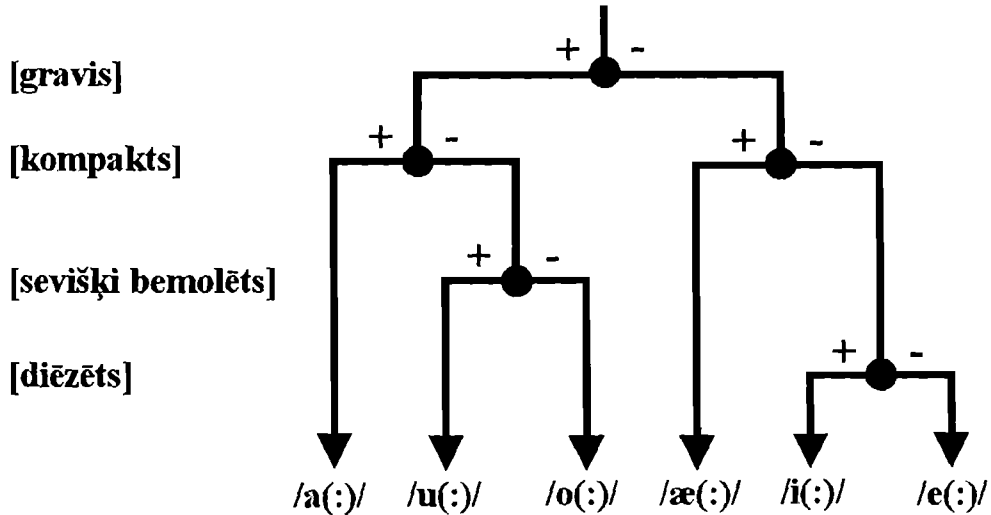 + -
[gravis]
+ - + -
[kompakts]
+ -
[sevišķi bemolēts]
+ -
[diēzēts]
/a(:)/ /u(:)/ /o(:)/ /æ(:)/ /i(:)/ /e(:)/